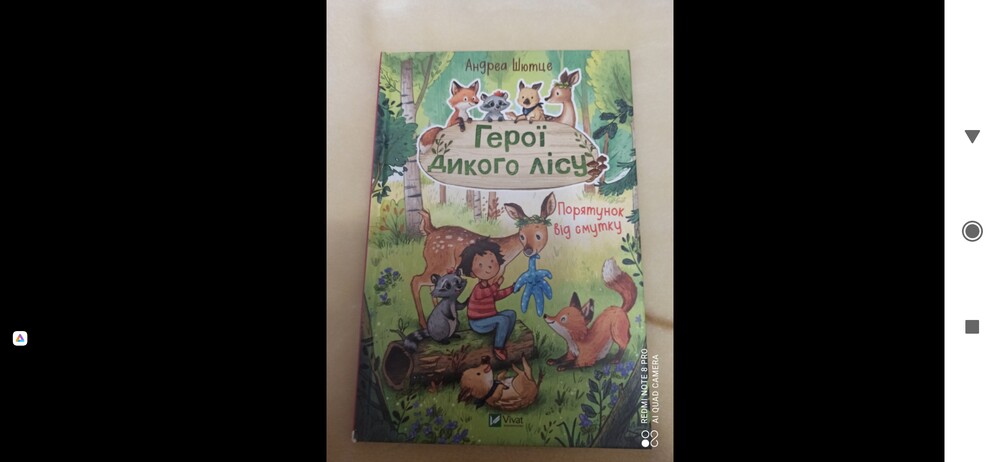 Андреа Шютце
Герої
дикого лісу
Порятунок
від смутку
Vivat
REDMI NOTE 8 PRO
AI QUAD CAMERA